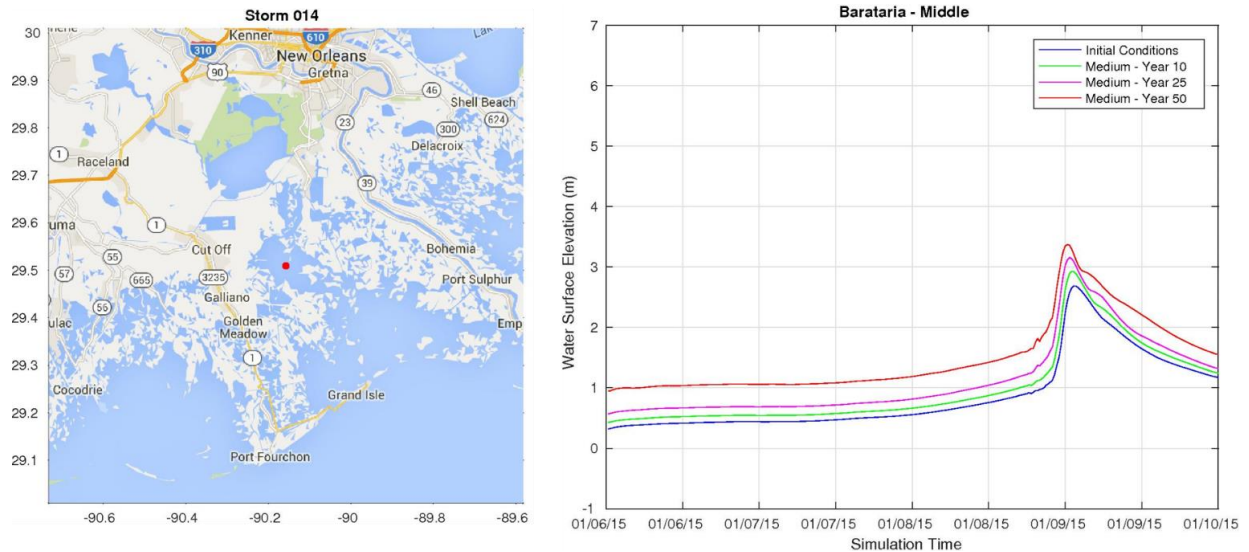 Storm 014
30
29.9
29.8
29.7
29.6
29.5
29.4
29.3
29.2
29.1
-90.6
-90.4
-90.2
-90
-89.8
-89.6
Kenner
610
310
New Orleans
Gretna
90
46
Shell Beach
23
300
624
Delacroix
1
Raceland
39
1
uma
55
Cut Off
Bohemia
57
665
3235
Port Sulphur
56
Galliano
ulac
Golden
Meadow
Emp
1
Cocodrie
Grand Isle
Port Fourchon
Barataria - Middle
Initial Conditions
Medium - Year 10
Medium - Year 25
Medium - Year 50
Water Surface Elevation (m)
7
6
5
4
3
2
1
0
-1
01/06/15
01/06/15
01/07/15
01/07/15
01/08/15
01/08/15
01/09/15
01/09/15
01/10/15
Simulation Time